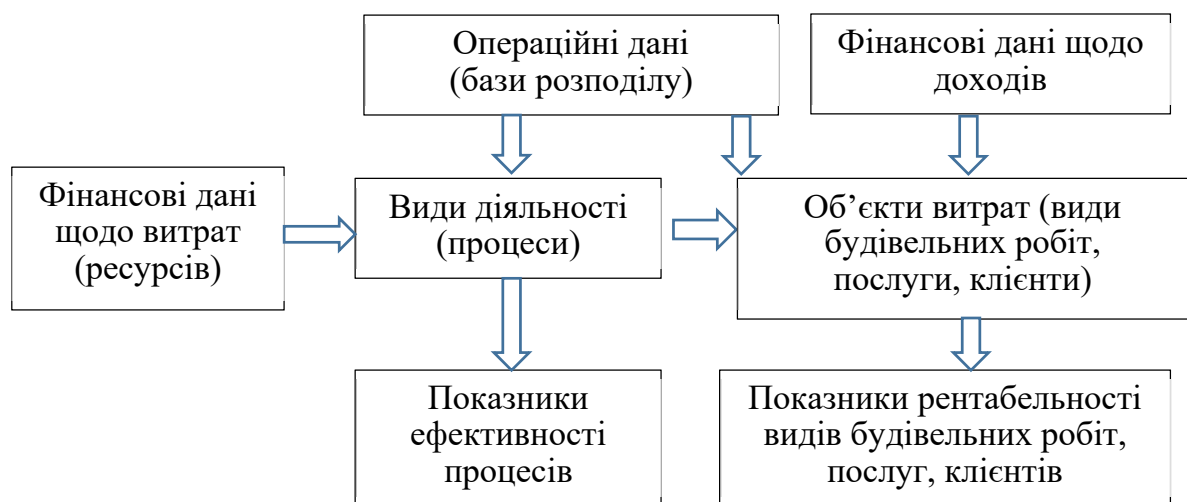 Операційні дані
(бази розподілу)
Фінансові дані щодо
доходів
Фінансові дані
щодо витрат
(ресурсів)
Види діяльності
(процеси)
Об’єкти витрат (види
будівельних робіт,
послуги, клієнти)
Показники
ефективності
процесів
Показники рентабельності
видів будівельних робіт,
послуг, клієнтів